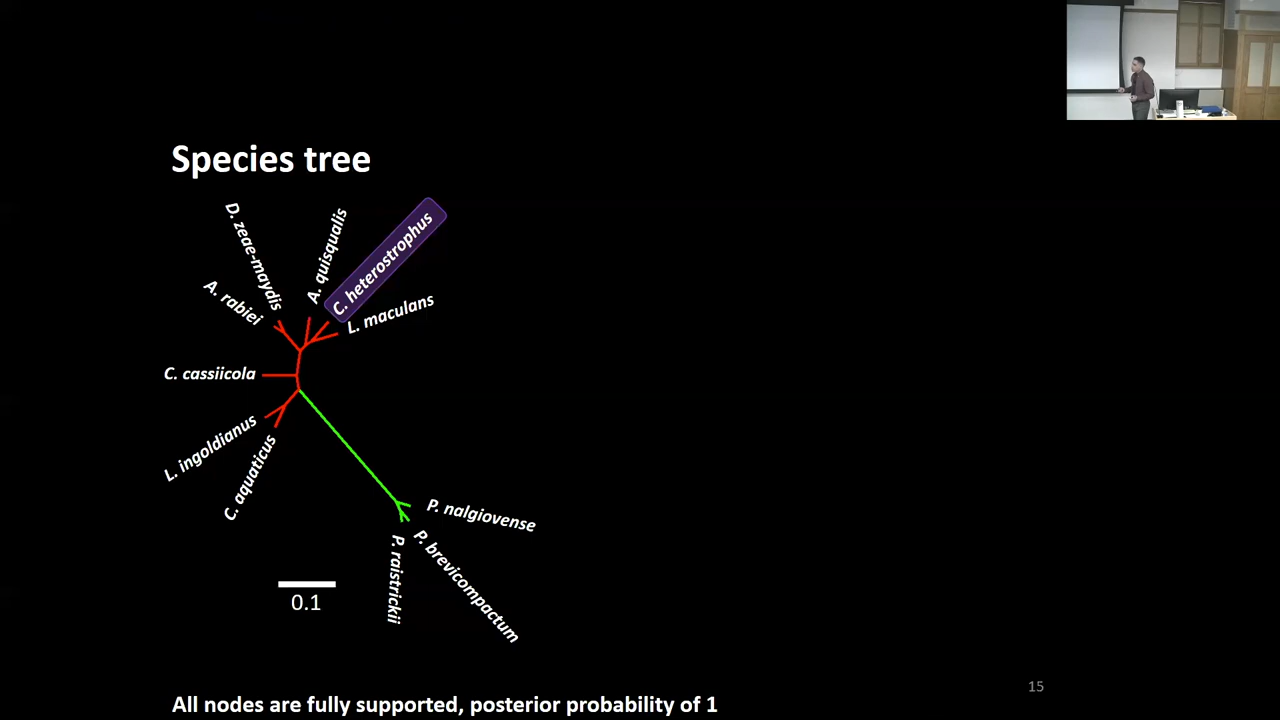 Species tree
D. zeae-maydis
A. quisqualis
C. heterostrophus
A. rabiei
L. maculans
C. cassiicola
L. ingoldianus
C. aquaticus
P. nalgiovense
P. brevicompactum
P. raistrickii
0.1
15
All nodes are fully supported, posterior probability of 1